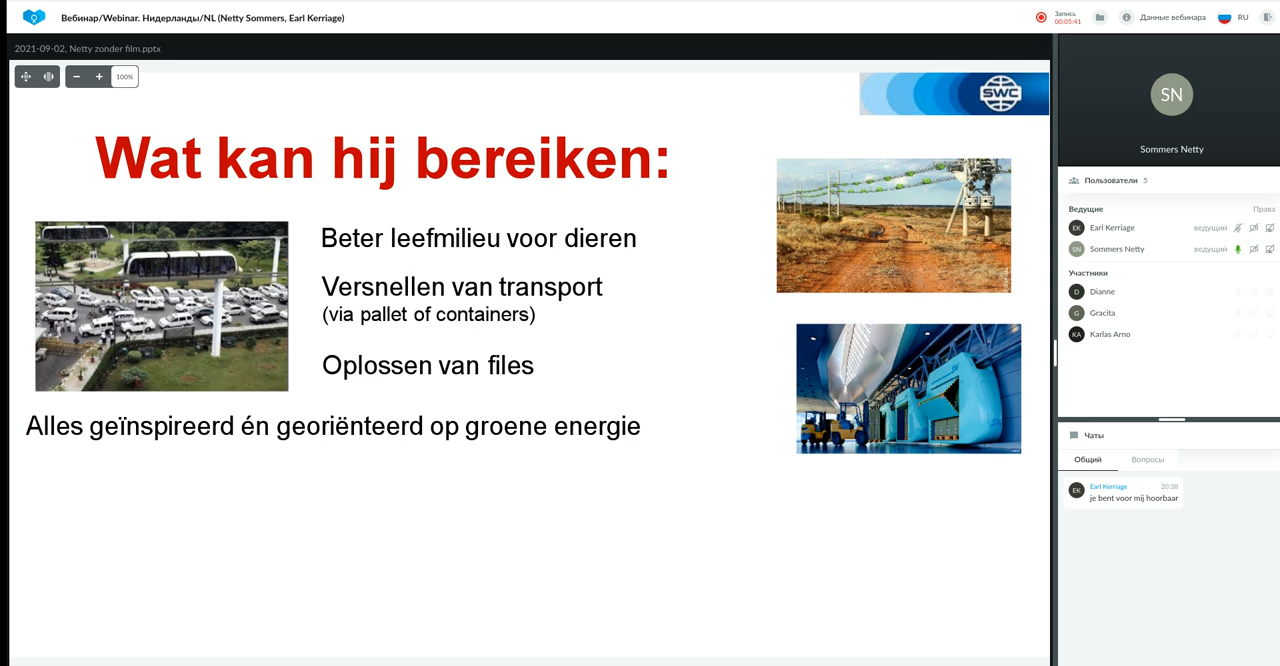 Вебинар/Webinar. Нидерланды/NL (Netty Sommers, Earl Kerriage)
Запись
00:05:41
Данные вебинара
RU
2021-09-02, Netty zonder film.pptx
100%
SWC
Wat kan hij bereiken:
Beter leefmilieu voor dieren
Versnellen van transport
(via pallet of containers)
Oplossen van files
Alles geïnspireerd én georiënteerd op groene energie
SN
Sommers Netty
Пользователи 5
Ведущие Права
EK Earl Kerriage ведущий
SN Sommers Netty ведущий
Участники
D Dianne
G Gracita
KA Karlas Arno
Чаты
Общий Вопросы
EK Earl Kerriage 20:38
je bent voor mij hoorbaar